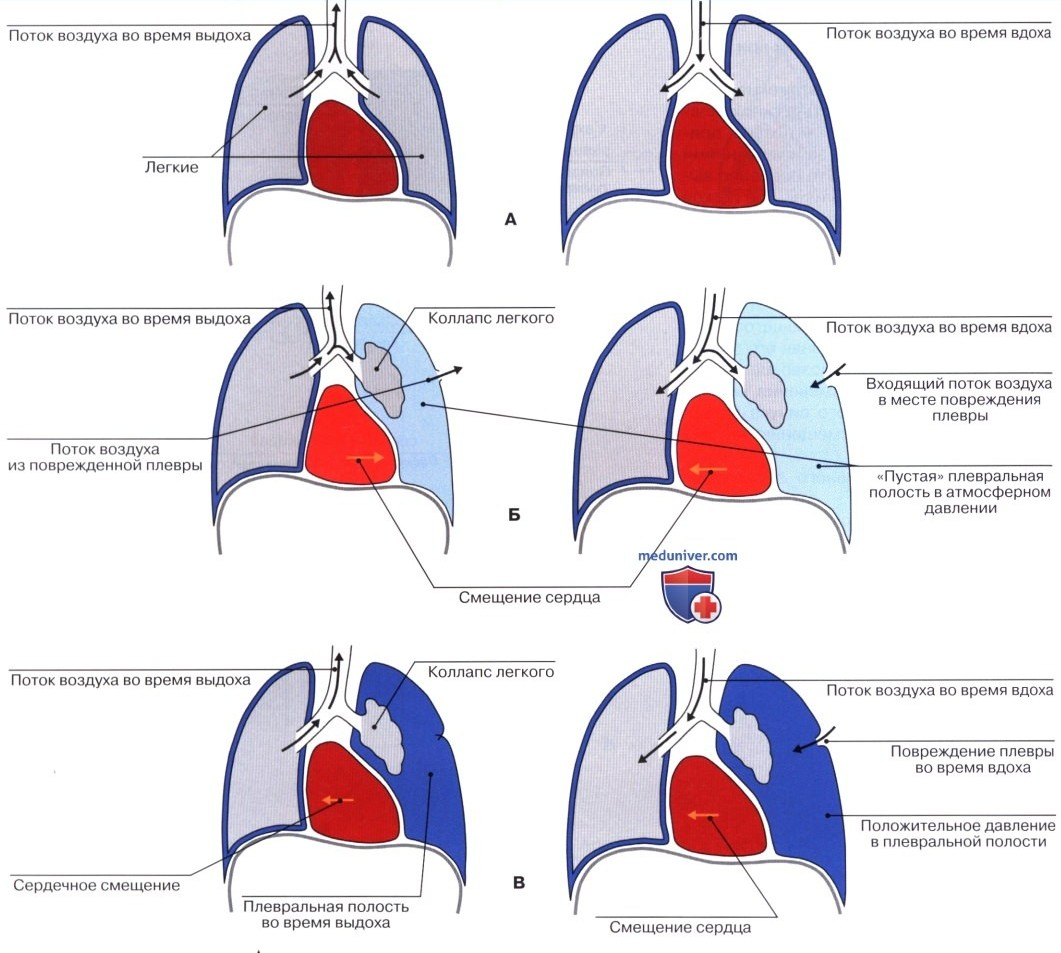 Поток воздуха во время выдоха
Поток воздуха во время вдоха
Легкие
А
Поток воздуха во время выдоха
Коллапс легкого
Поток воздуха во время вдоха
Входящий поток воздуха
в месте повреждения
плевры
Поток воздуха
из поврежденной плевры
«Пустая» плевральная
полость в атмосферном
давлении
Б
meduniver.com
Смещение сердца
Поток воздуха во время выдоха
Коллапс легкого
Поток воздуха во время вдоха
Повреждение плевры
во время вдоха
Положительное давление
в плевральной полости
Сердечное смещение
В
Плевральная полость
во время выдоха
Смещение сердца